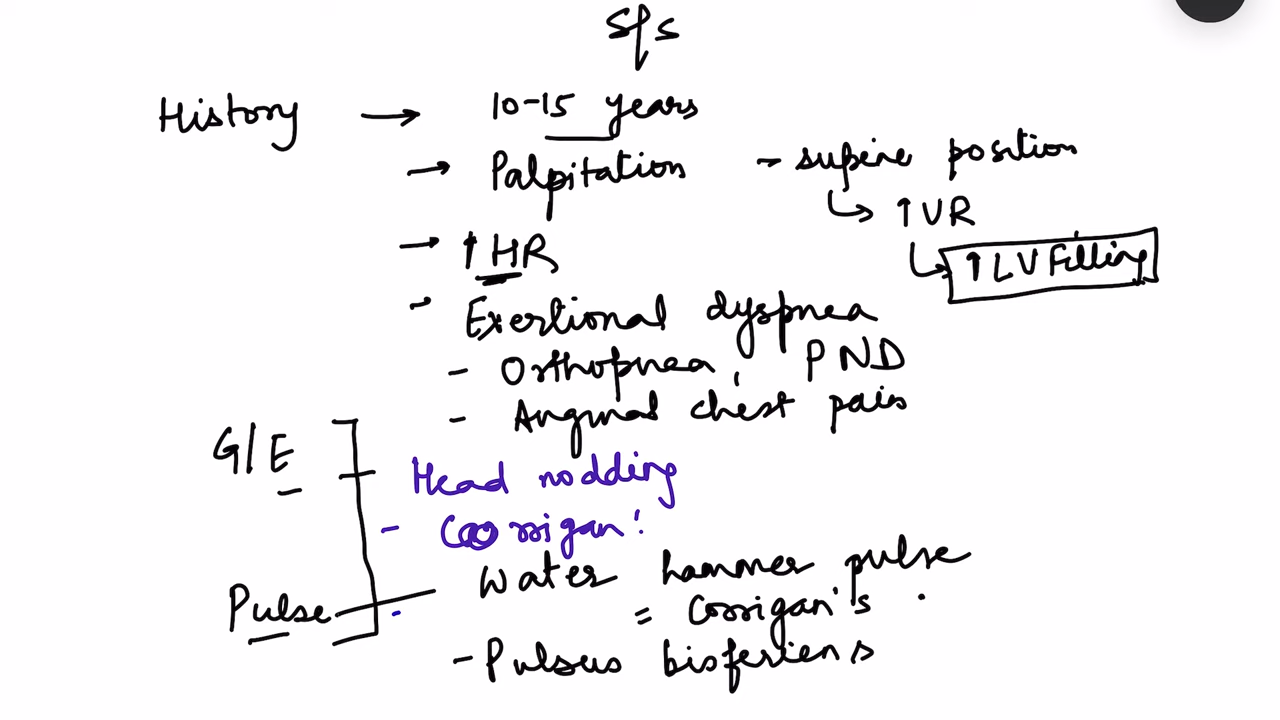 S/s
History → 10-15 years
→ Palpitation - supine position
↳ ↑ VR
→ ↑ HR ↳ ↑ LV Filling
- Exertional dyspnea
- Orthopnea, PND
- Anginal chest pain
G/E
Head nodding
- Corrigan's
Pulse - Water hammer pulse
= Corrigan's
- Pulsus bisferiens